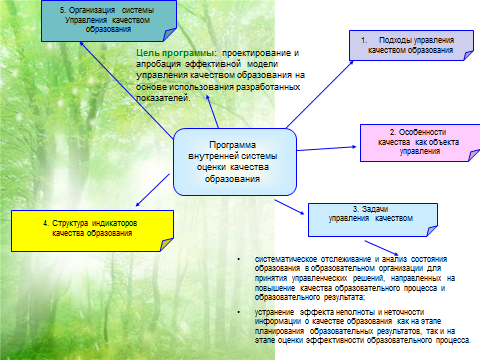 5. Организация системы
Управления качеством
образования
1. Подходы управления
качеством образования
Цель программы: проектирование и
апробация эффективной модели
управления качеством образования на
основе использования разработанных
показателей.
Программа
внутренней системы
оценки качества
образования
2. Особенности
качества как объекта
управления
3. Задачи
управления качеством
4. Структура индикаторов
качества образования
• систематическое отслеживание и анализ состояния
образования в образовательном организации для
принятия управленческих решений, направленных на
повышение качества образовательного процесса и
образовательного результата;
• устранение эффекта неполноты и неточности
информации о качестве образования как на этапе
планирования образовательных результатов, так и на
этапе оценки эффективности образовательного процесса.